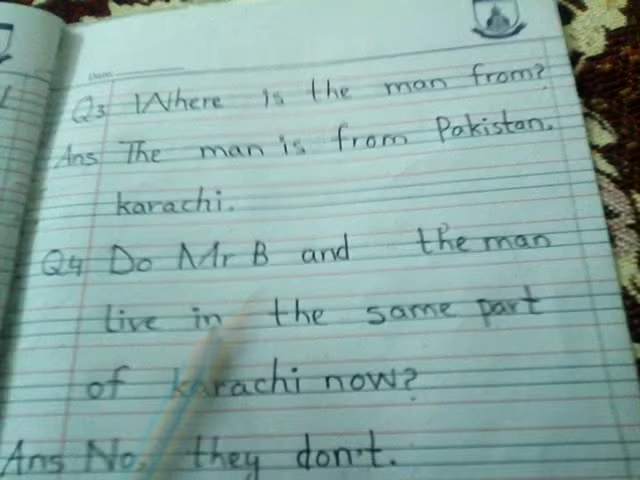 Date:
Q3 Where is the man from?
Ans The man is from Pakistan.
karachi.
Q4 Do Mr B and the man
live in the same part
of karachi now?
Ans No, they don't.